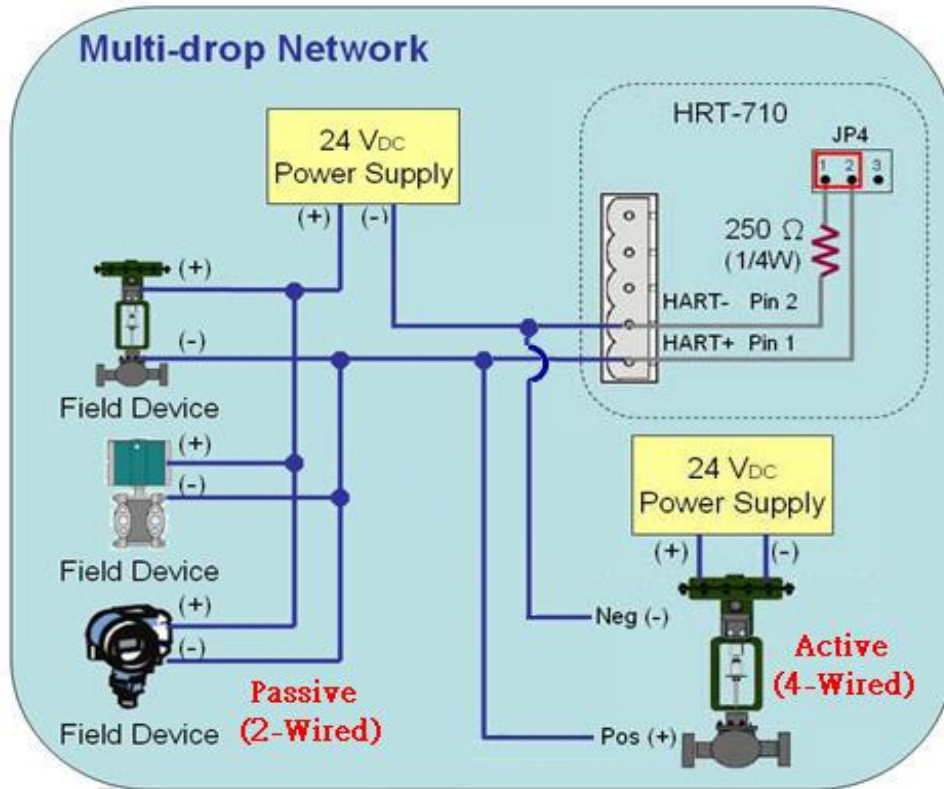 Multi-drop Network
24 VDC
Power Supply
(+) (-)
HRT-710
JP4
1 2 3
250 Ω
(1/4W)
HART- Pin 2
HART+ Pin 1
(+)
(-)
Field Device
(+)
(-)
Field Device
(+)
(-)
Field Device
Passive
(2-Wired)
24 VDC
Power Supply
(+) (-)
Neg (-)
Active
(4-Wired)
Pos (+)